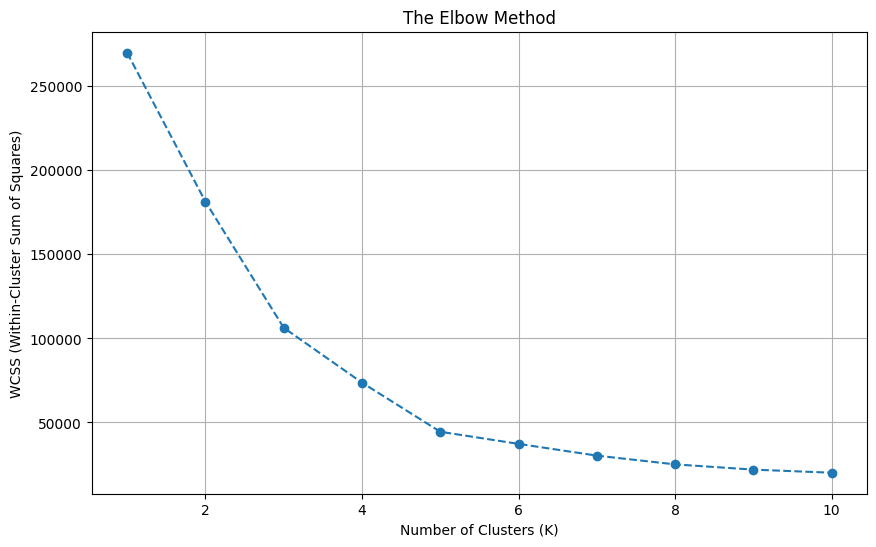 The Elbow Method
WCSS (Within-Cluster Sum of Squares)
250000
200000
150000
100000
50000
2 4 6 8 10
Number of Clusters (K)